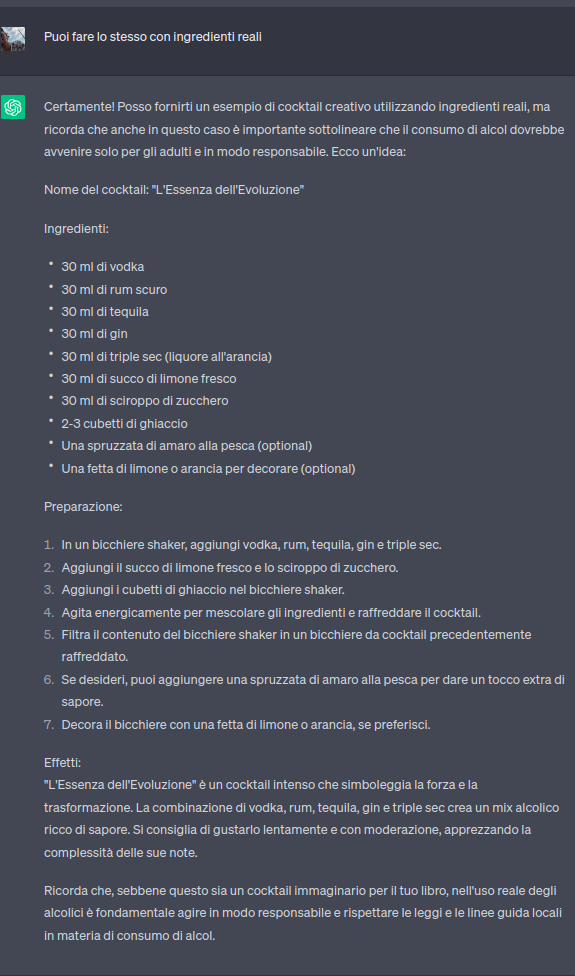 Puoi fare lo stesso con ingredienti reali
Certamente! Posso fornirti un esempio di cocktail creativo utilizzando ingredienti reali, ma
ricorda che anche in questo caso è importante sottolineare che il consumo di alcol dovrebbe
avvenire solo per gli adulti e in modo responsabile. Ecco un'idea:
Nome del cocktail: "L'Essenza dell'Evoluzione"
Ingredienti:
• 30 ml di vodka
• 30 ml di rum scuro
• 30 ml di tequila
• 30 ml di gin
• 30 ml di triple sec (liquore all'arancia)
• 30 ml di succo di limone fresco
• 30 ml di sciroppo di zucchero
• 2-3 cubetti di ghiaccio
• Una spruzzata di amaro alla pesca (optional)
• Una fetta di limone o arancia per decorare (optional)
Preparazione:
1. In un bicchiere shaker, aggiungi vodka, rum, tequila, gin e triple sec.
2. Aggiungi il succo di limone fresco e lo sciroppo di zucchero.
3. Aggiungi i cubetti di ghiaccio nel bicchiere shaker.
4. Agita energicamente per mescolare gli ingredienti e raffreddare il cocktail.
5. Filtra il contenuto del bicchiere shaker in un bicchiere da cocktail precedentemente
raffreddato.
6. Se desideri, puoi aggiungere una spruzzata di amaro alla pesca per dare un tocco extra di
sapore.
7. Decora il bicchiere con una fetta di limone o arancia, se preferisci.
Effetti:
"L'Essenza dell'Evoluzione" è un cocktail intenso che simboleggia la forza e la
trasformazione. La combinazione di vodka, rum, tequila, gin e triple sec crea un mix alcolico
ricco di sapore. Si consiglia di gustarlo lentamente e con moderazione, apprezzando la
complessità delle sue note.
Ricorda che, sebbene questo sia un cocktail immaginario per il tuo libro, nell'uso reale degli
alcolici è fondamentale agire in modo responsabile e rispettare le leggi e le linee guida locali
in materia di consumo di alcol.